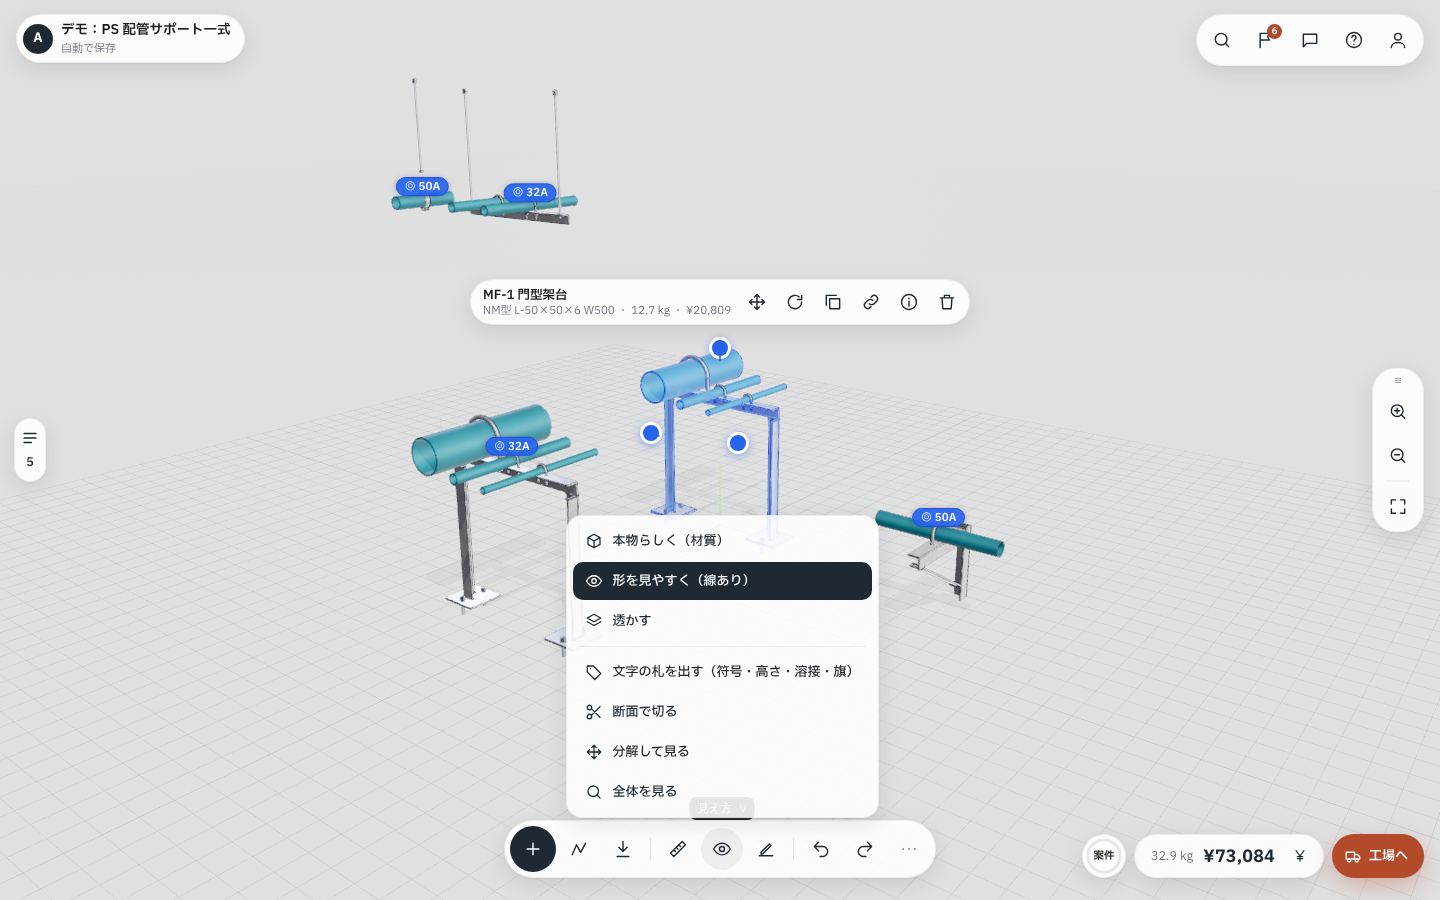 A
デモ：PS 配管サポート一式
自動で保存
6
50A
32A
MF-1 門型架台
NM型 L-50×50×6 W500 ・ 12.7 kg ・ ¥20,809
32A
50A
5
本物らしく（材質）
形を見やすく（線あり）
透かす
文字の札を出す（符号・高さ・溶接・旗）
断面で切る
分解して見る
全体を見る
見え方 V
案件
32.9 kg ¥73,084 ¥
工場へ